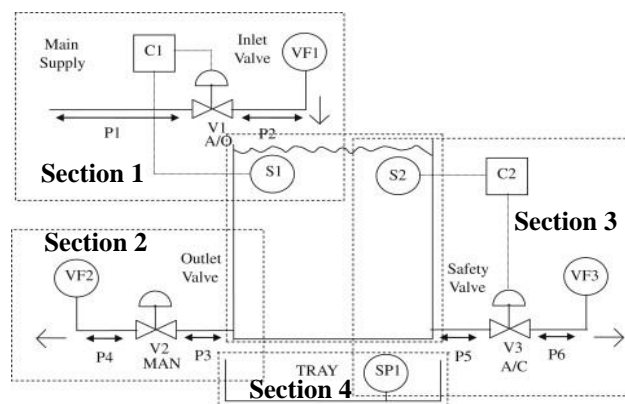 Main
Supply
C1
Inlet
Valve
VF1
P1
V1
A/O
P2
Section 1
S1
S2
C2
Section 2
Section 3
VF2
Outlet
Valve
Safety
Valve
VF3
P4
V2
MAN
P3
P5
V3
A/C
P6
TRAY
SP1
Section 4